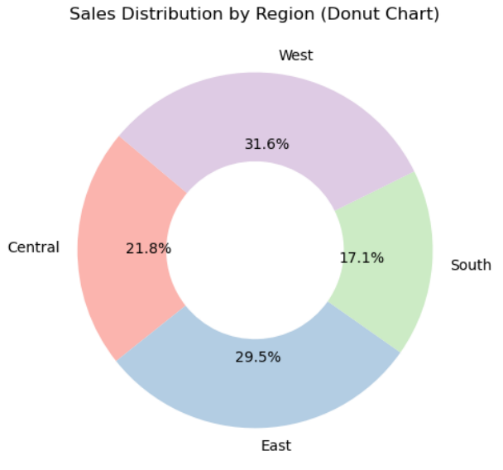 Sales Distribution by Region (Donut Chart)
West
31.6%
Central
21.8%
17.1%
South
29.5%
East